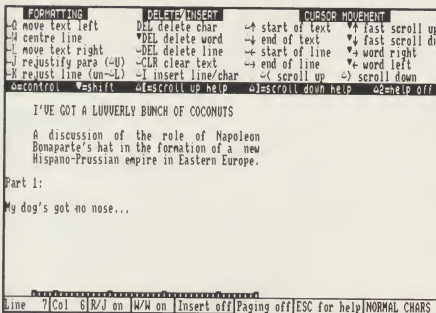 FORMATTING DELETE/INSERT CURSOR MOVEMENT
move text left DEL delete char ↑ start of text ▼↑ fast scroll up
centre line ▼DEL delete word ↓ end of text ▼↓ fast scroll d
move text right DEL delete line ← start of line ▼→ word right
J rejustify para (△U) CLR clear text → end of line ▼← word left
K rejust line (un-△L) I insert line/char △( scroll up △) scroll down
△=control ▼=shift △[=scroll up help △]=scroll down help △2=help off
I'VE GOT A LUVVERLY BUNCH OF COCONUTS
A discussion of the role of Napoleon
Bonaparte's hat in the formation of a new
Hispano-Prussian empire in Eastern Europe.
Part 1:
My dog's got no nose...
Line 7 Col 6 R/J on W/W on Insert off Paging off ESC for help NORMAL CHARS